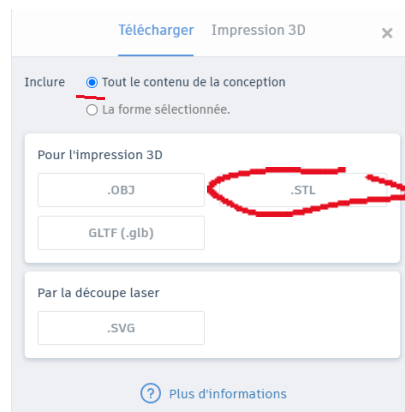 Télécharger Impression 3D ×
Inclure Tout le contenu de la conception
La forme sélectionnée.
Pour l'impression 3D
.OBJ .STL
GLTF (.glb)
Par la découpe laser
.SVG
? Plus d'informations